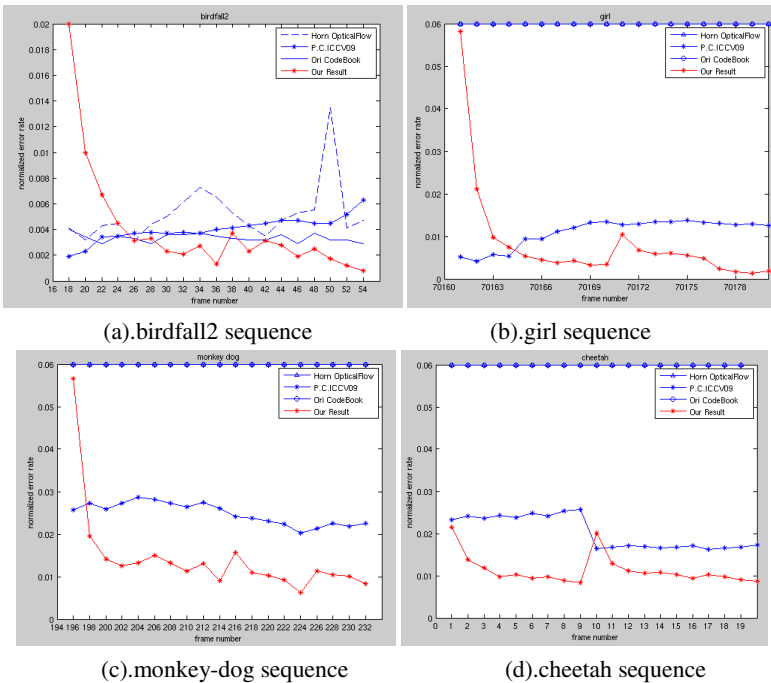 birdfall2
Horn OpticalFlow
P.C.ICCV09
Ori CodeBook
Our Result
normalized error rate
0.02
0.018
0.016
0.014
0.012
0.01
0.008
0.006
0.004
0.002
0
16 18 20 22 24 26 28 30 32 34 36 38 40 42 44 46 48 50 52 54
frame number
(a).birdfall2 sequence
girl
Horn OpticalFlow
P.C.ICCV09
Ori CodeBook
Our Result
normalized error rate
0.06
0.05
0.04
0.03
0.02
0.01
0
70160 70163 70166 70169 70172 70175 70178
frame number
(b).girl sequence
monkey dog
Horn OpticalFlow
P.C.ICCV09
Ori CodeBook
Our Result
normalized error rate
0.06
0.05
0.04
0.03
0.02
0.01
0
194 196 198 200 202 204 206 208 210 212 214 216 218 220 222 224 226 228 230 232
frame number
(c).monkey-dog sequence
cheetah
Horn OpticalFlow
P.C.ICCV09
Ori CodeBook
Our Result
normalized error rate
0.06
0.05
0.04
0.03
0.02
0.01
0
0 1 2 3 4 5 6 7 8 9 10 11 12 13 14 15 16 17 18 19
frame number
(d).cheetah sequence